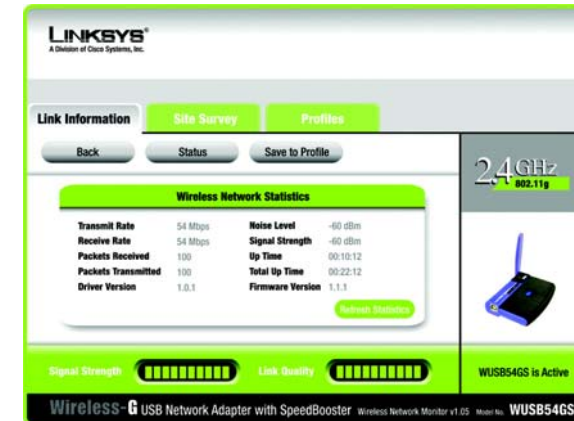 LINKSYS®
A Division of Cisco Systems, Inc.
Link Information Site Survey Profiles
Back Status Save to Profile
2,4GHz
802.11g
Wireless Network Statistics
Transmit Rate 54 Mbps Noise Level -60 dBm
Receive Rate 54 Mbps Signal Strength -60 dBm
Packets Received 100 Up Time 00:10:12
Packets Transmitted 100 Total Up Time 00:22:12
Driver Version 1.0.1 Firmware Version 1.1.1
Refresh Statistics
Signal Strength Link Quality WUSB54GS is Active
Wireless-G USB Network Adapter with SpeedBooster Wireless Network Monitor v1.05 Model No. WUSB54GS